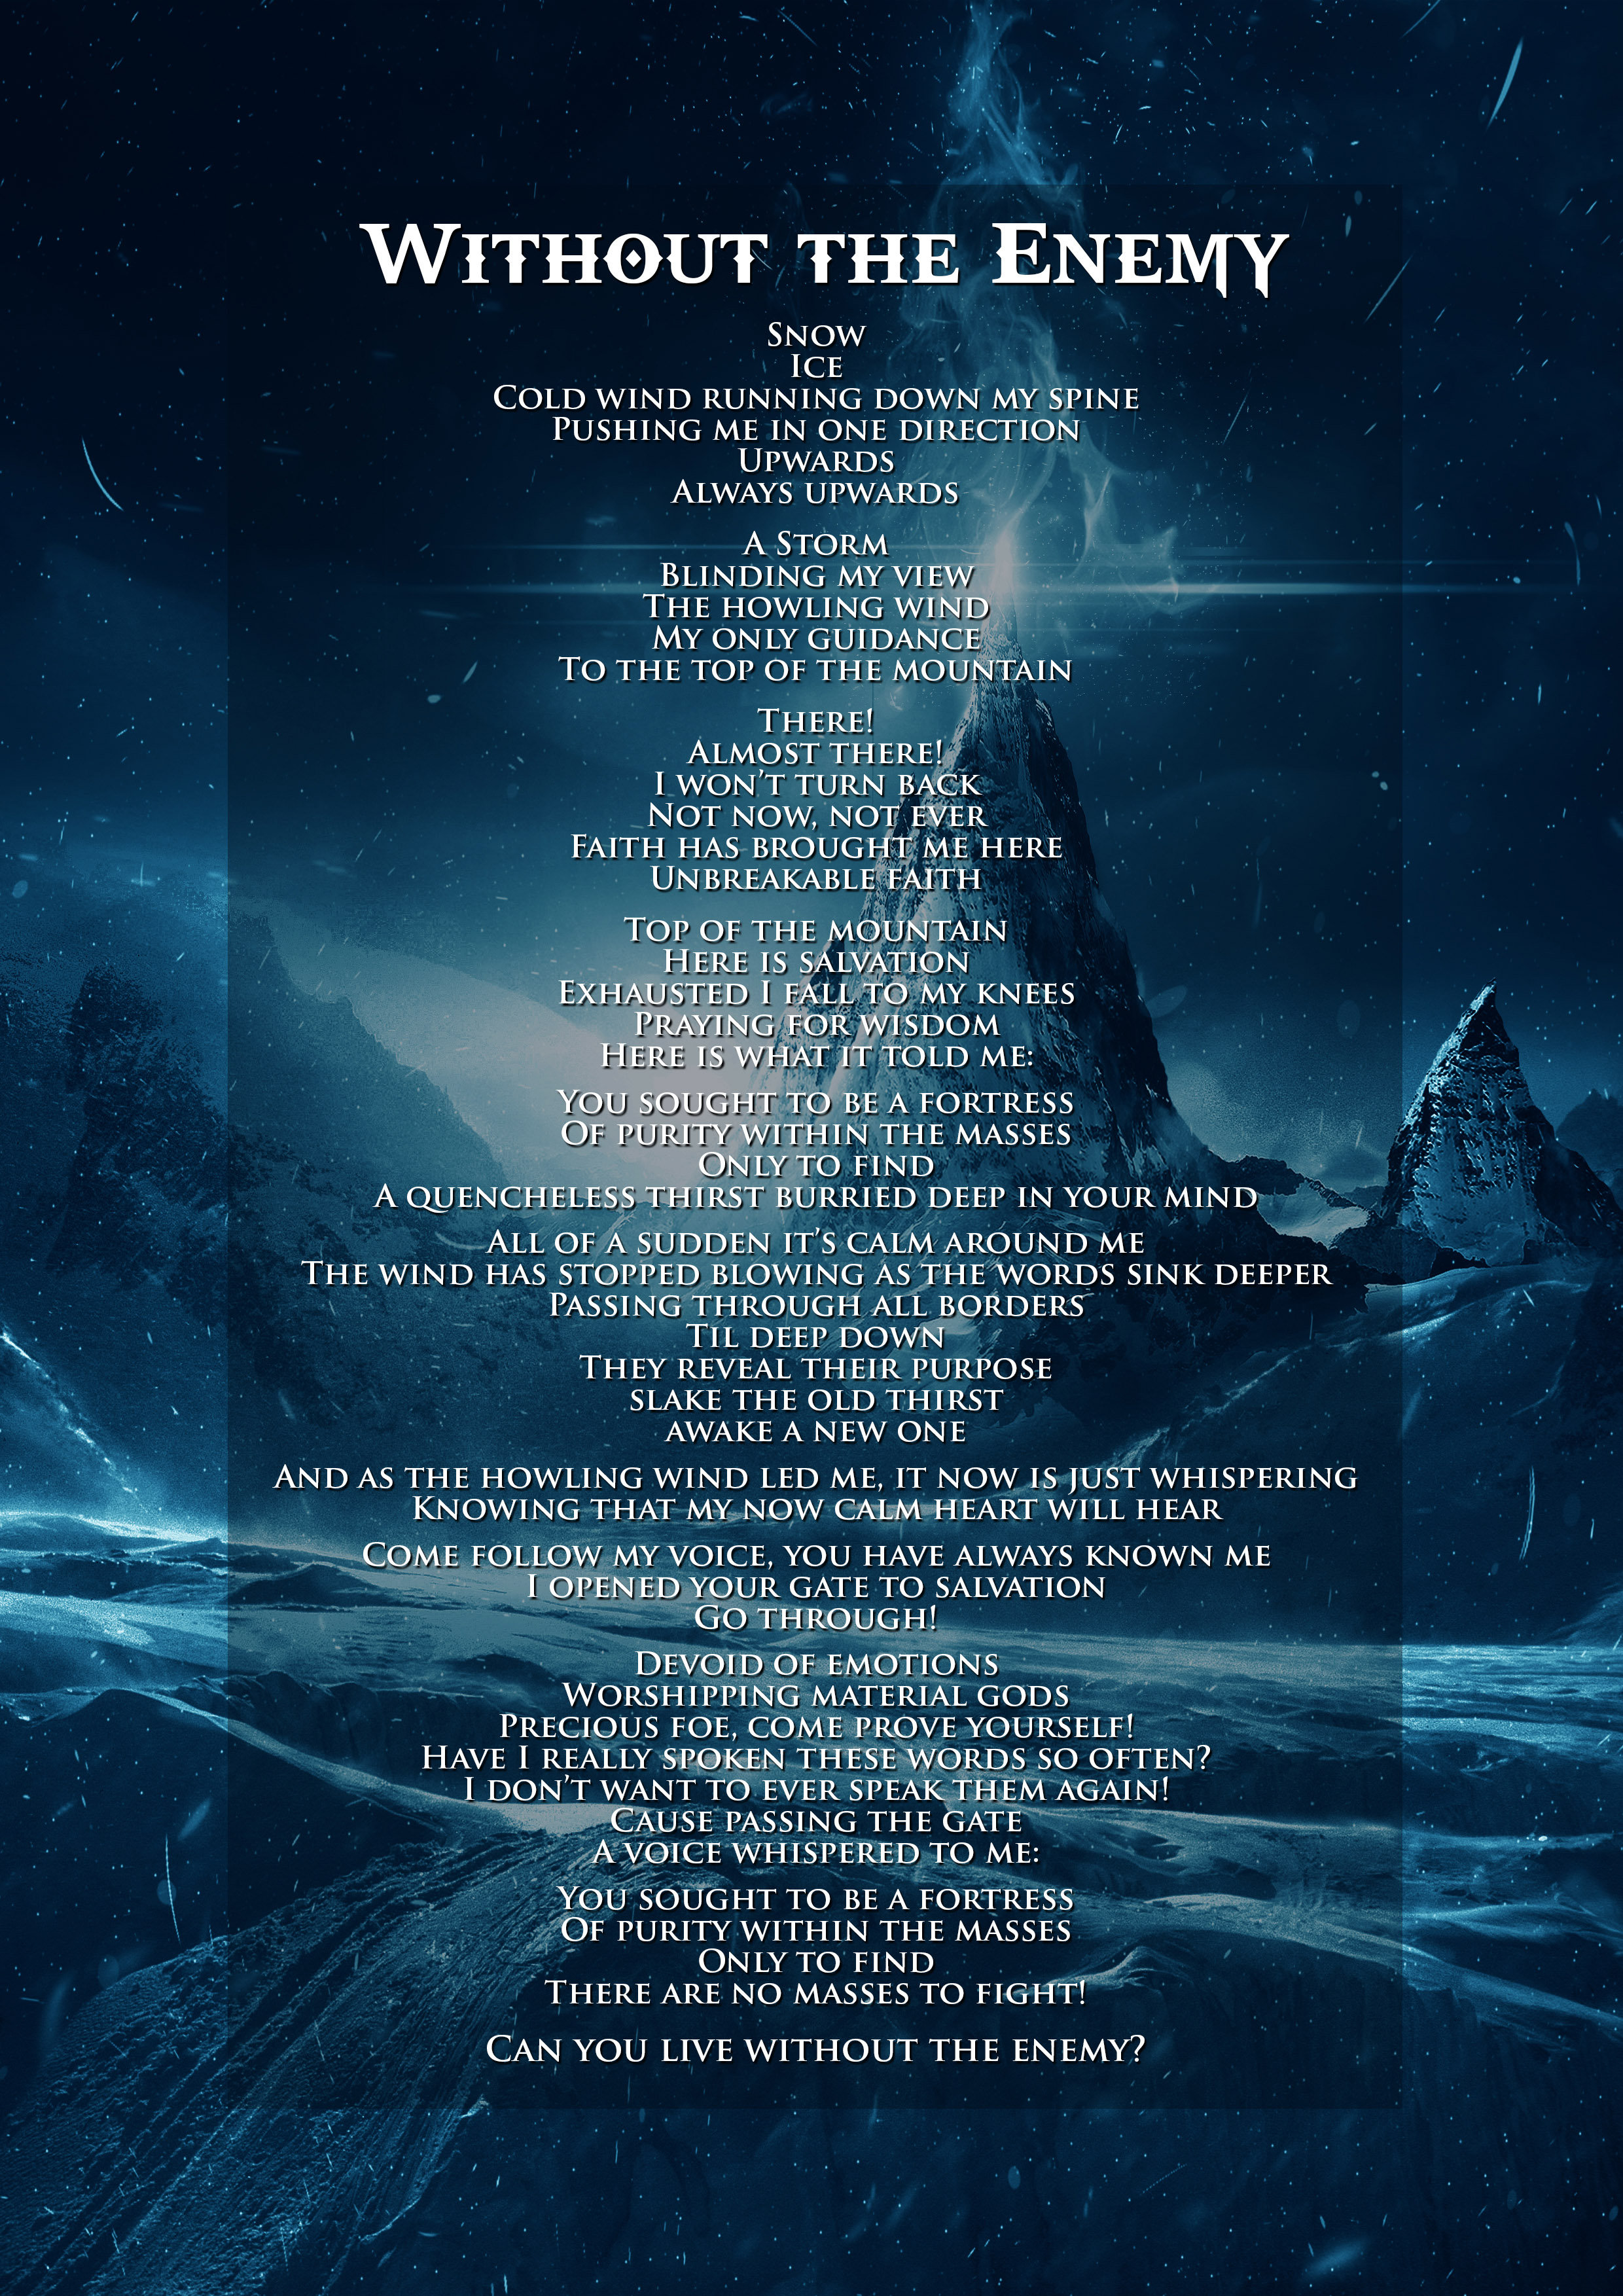 Without the Enemy
Snow
Ice
Cold wind running down my spine
Pushing me in one direction
Upwards
Always upwards
A Storm
Blinding my view
The howling wind
My only guidance
To the top of the mountain
There!
Almost there!
I won't turn back
Not now, not ever
Faith has brought me here
Unbreakable faith
Top of the mountain
Here is salvation
Exhausted I fall to my knees
Praying for wisdom
Here is what it told me:
You sought to be a fortress
Of purity within the masses
Only to find
A quencheless thirst burried deep in your mind
All of a sudden it's calm around me
The wind has stopped blowing as the words sink deeper
Passing through all borders
Til deep down
They reveal their purpose
slake the old thirst
awake a new one
And as the howling wind led me, it now is just whispering
Knowing that my now calm heart will hear
Come follow my voice, you have always known me
I opened your gate to salvation
Go through!
Devoid of emotions
Worshipping material gods
Precious foe, come prove yourself!
Have I really spoken these words so often?
I don't want to ever speak them again!
Cause passing the gate
A voice whispered to me:
You sought to be a fortress
Of purity within the masses
Only to find
There are no masses to fight!
Can you live without the enemy?